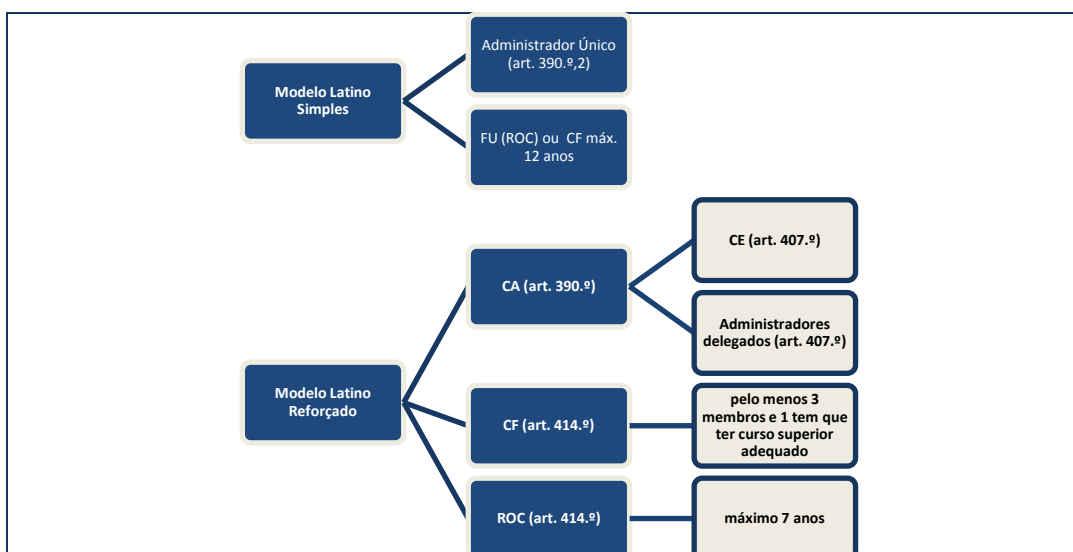 Modelo Latino
Simples
Administrador Único
(art. 390.º,2)
FU (ROC) ou CF máx.
12 anos
Modelo Latino
Reforçado
CA (art. 390.º)
CE (art. 407.º)
Administradores
delegados (art. 407.º)
CF (art. 414.º)
pelo menos 3
membros e 1 tem que
ter curso superior
adequado
ROC (art. 414.º)
máximo 7 anos